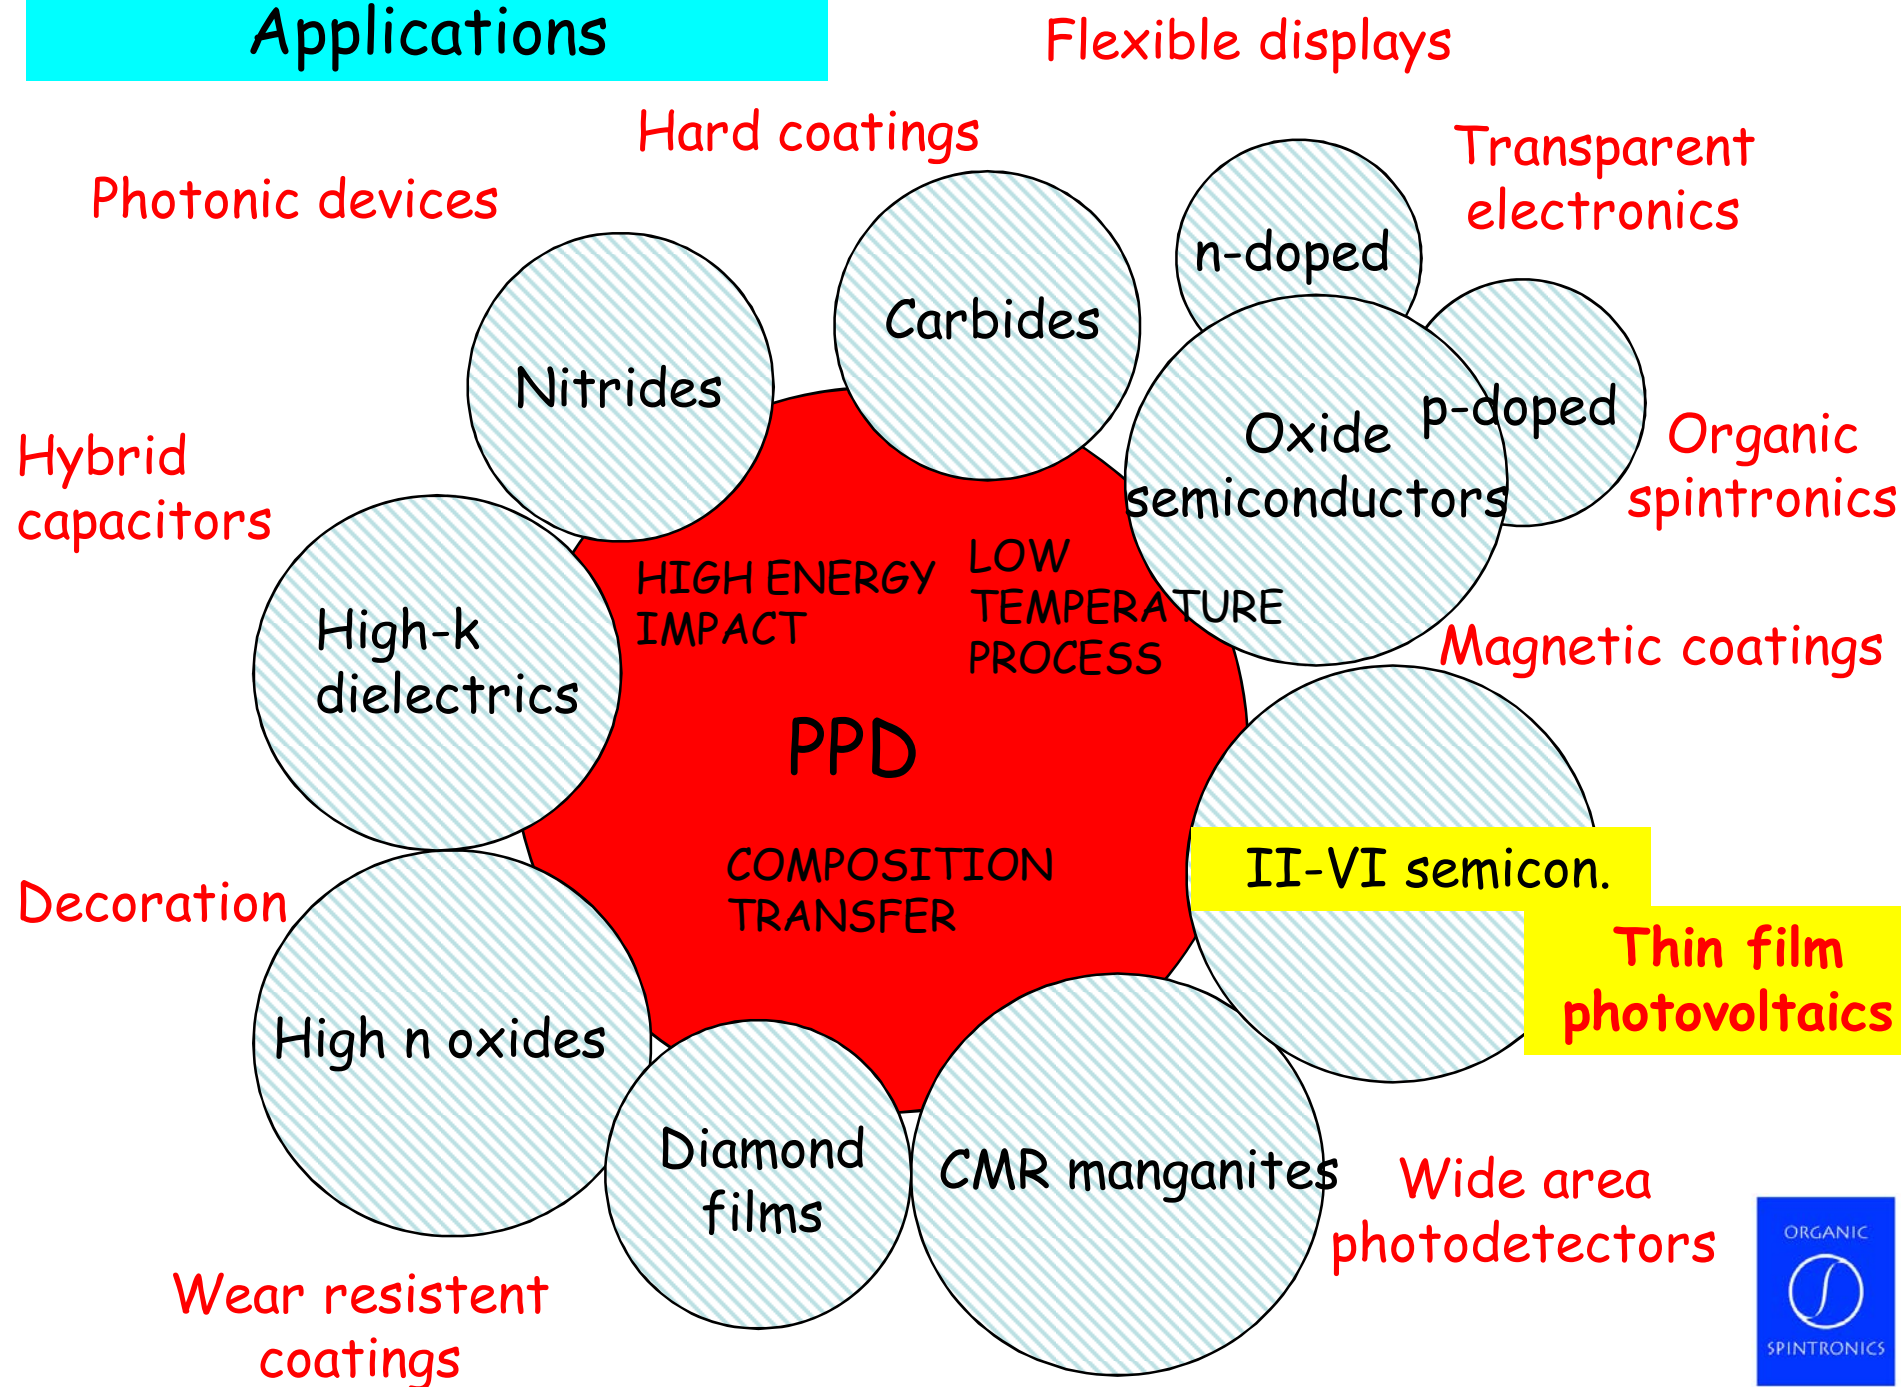 Applications
Flexible displays
Hard coatings
Transparent
electronics
Photonic devices
n-doped
Carbides
Nitrides
p-doped
Oxide
semiconductors
Organic
spintronics
Hybrid
capacitors
HIGH ENERGY
IMPACT
LOW
TEMPERATURE
PROCESS
High-k
dielectrics
Magnetic coatings
PPD
COMPOSITION
TRANSFER
II-VI semicon.
Thin film
photovoltaics
Decoration
High n oxides
Diamond
films
CMR manganites
Wide area
photodetectors
Wear resistent
coatings
ORGANIC
SPINTRONICS